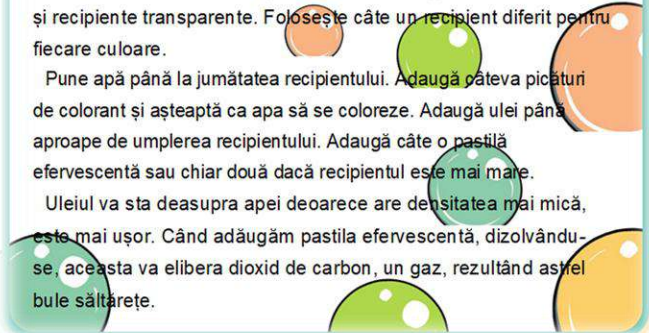 și recipiente transparente. Folosește câte un recipient diferit pentru
fiecare culoare.
Pune apă până la jumătatea recipientului. Adaugă câteva picături
de colorant și așteaptă ca apa să se coloreze. Adaugă ulei până
aproape de umplerea recipientului. Adaugă câte o pastilă
efervescentă sau chiar două dacă recipientul este mai mare.
Uleiul va sta deasupra apei deoarece are densitatea mai mică,
este mai ușor. Când adăugăm pastila efervescentă, dizolvându-
se, aceasta va elibera dioxid de carbon, un gaz, rezultând astfel
bule săltărețe.